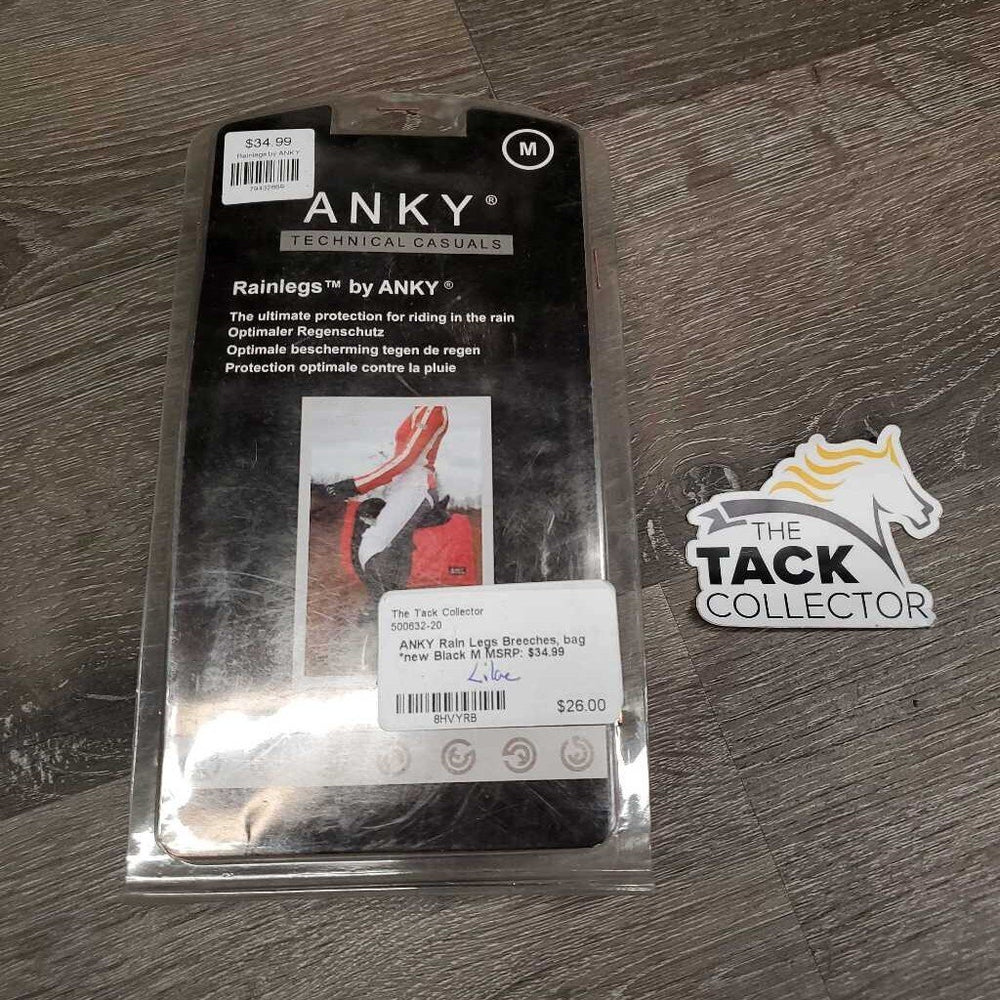 $34.99
Rainlegs by ANKY
M
ANKY®
TECHNICAL CASUALS
Rainlegs™ by ANKY®
The ultimate protection for riding in the rain
Optimaler Regenschutz
Optimale bescherming tegen de regen
Protection optimale contre la pluie
The Tack Collector
500632-20
ANKY Rain Legs Breeches, bag
*new Black M MSRP: $34.99
Lilac
8HVYRB
$26.00
THE
TACK
COLLECTOR